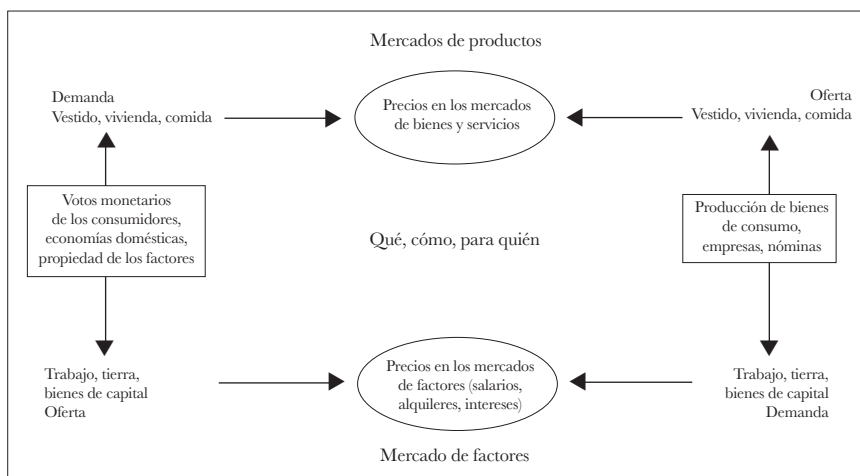 Mercados de productos
Demanda
Vestido, vivienda, comida
Precios en los mercados
de bienes y servicios
Oferta
Vestido, vivienda, comida
Votos monetarios
de los consumidores,
economías domésticas,
propiedad de los factores
Qué, cómo, para quién
Producción de bienes
de consumo,
empresas, nóminas
Trabajo, tierra,
bienes de capital
Oferta
Precios en los mercados
de factores (salarios,
alquileres, intereses)
Trabajo, tierra,
bienes de capital
Demanda
Mercado de factores